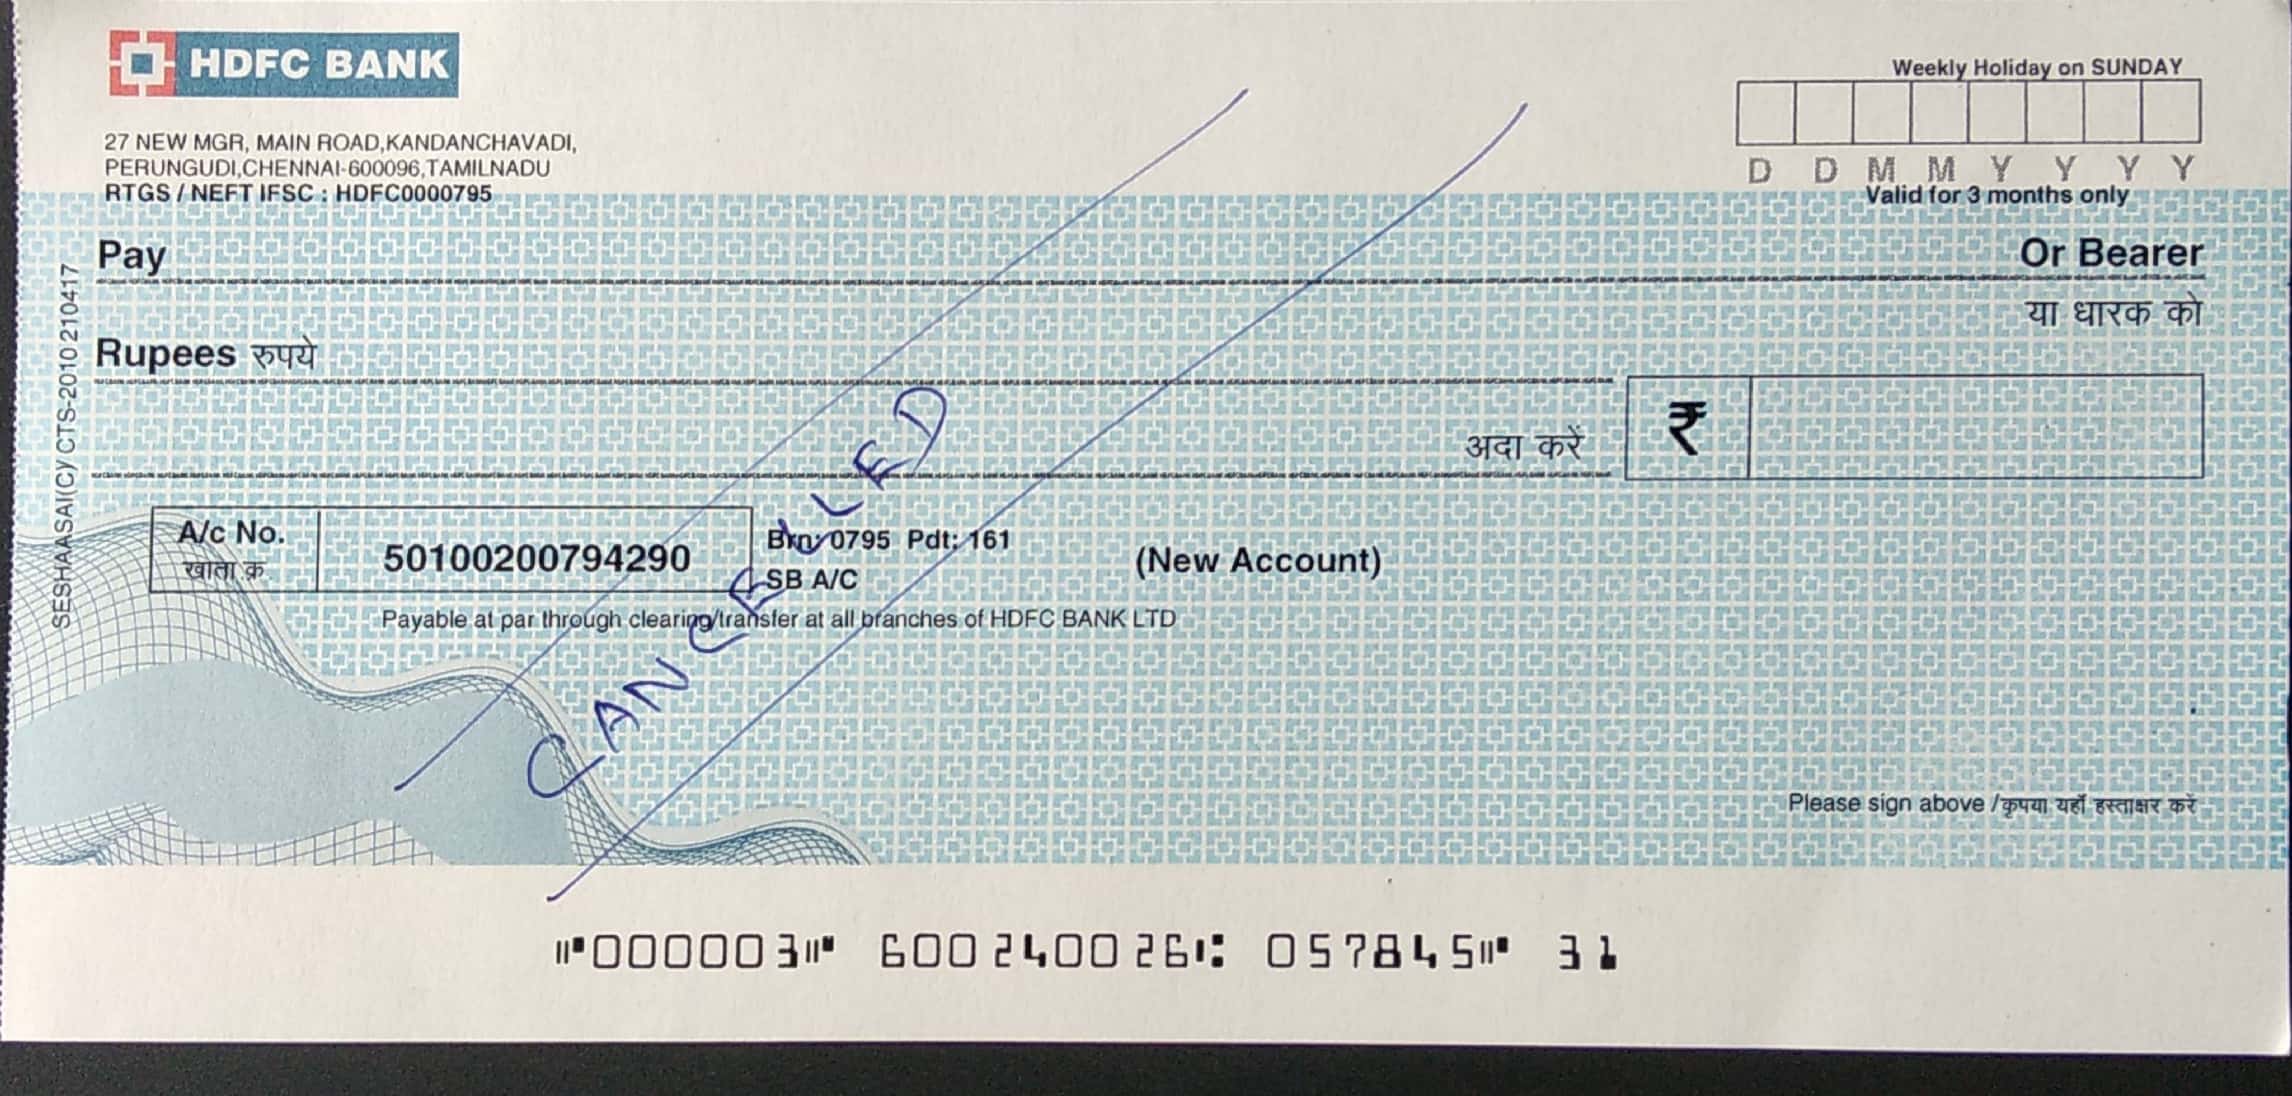 HDFC BANK
Weekly Holiday on SUNDAY
27 NEW MGR, MAIN ROAD,KANDANCHAVADI,
PERUNGUDI,CHENNAI-600096,TAMILNADU
RTGS / NEFT IFSC : HDFC0000795
D D M M Y Y Y Y
Valid for 3 months only
Pay
Or Bearer
या धारक को
Rupees रुपये
अदा करें
₹
A/c No.
खाता क्र.
50100200794290
Brn: 0795 Pdt: 161
SB A/C
(New Account)
Payable at par through clearing/transfer at all branches of HDFC BANK LTD
CANCELLED
SESHAASAI(C)/ CTS-2010 210417
Please sign above / कृपया यहाँ हस्ताक्षर करें
⑈000003⑈ 600240026⑆ 057845⑈ 31